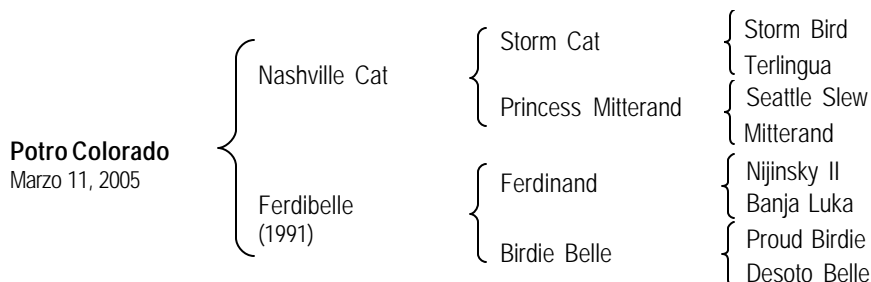 Potro Colorado
Marzo 11, 2005
Nashville Cat
Ferdibelle
(1991)
Storm Cat
Princess Mitterand
Ferdinand
Birdie Belle
Storm Bird
Terlingua
Seattle Slew
Mitterand
Nijinsky II
Banja Luka
Proud Birdie
Desoto Belle